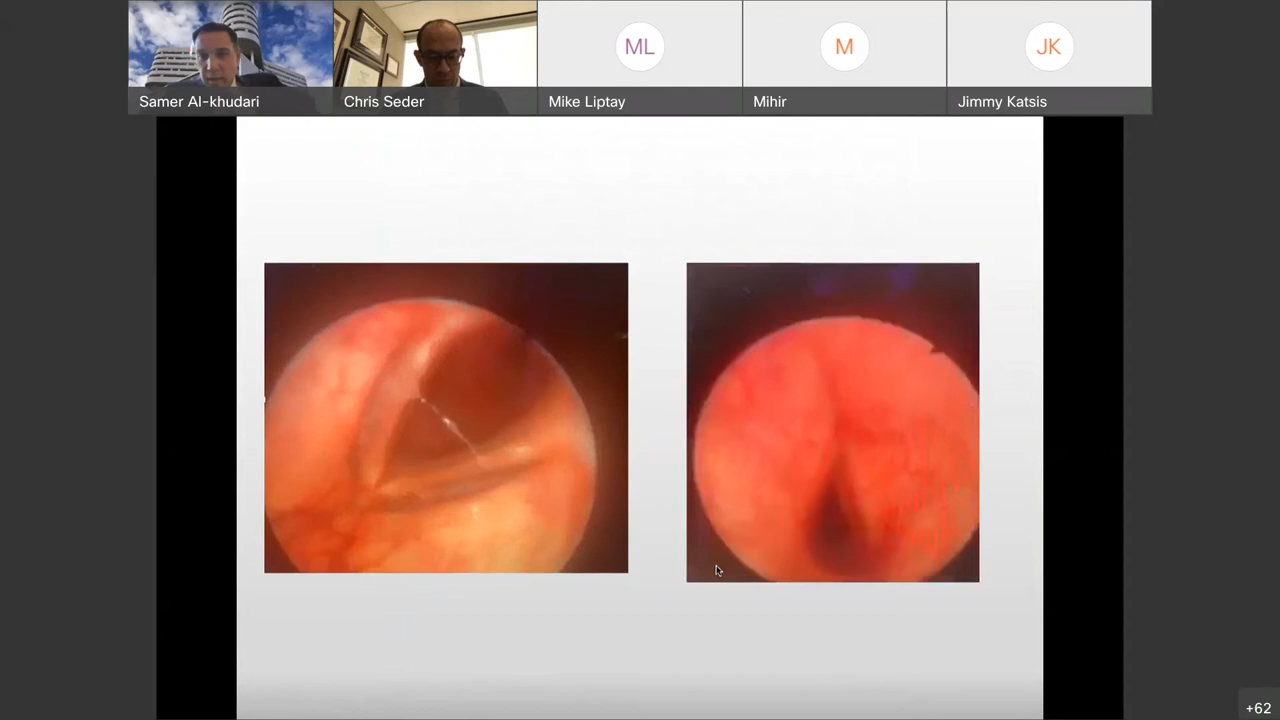 ML
M
JK
Samer Al-khudari
Chris Seder
Mike Liptay
Mihir
Jimmy Katsis
+62